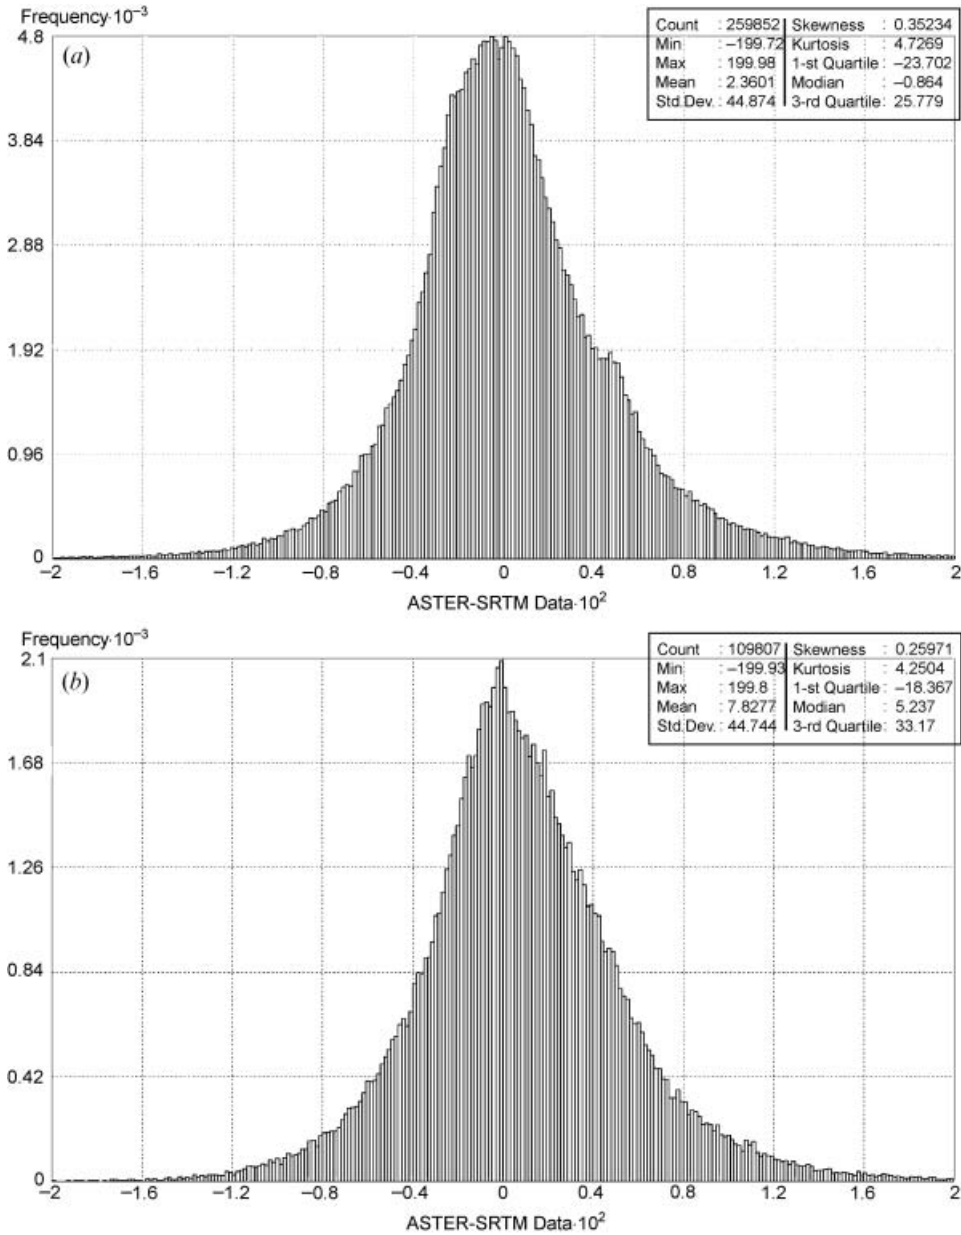 Frequency·10⁻³
(a)
Count : 259852 Skewness : 0.35234
Min : −199.72 Kurtosis : 4.7269
Max : 199.98 1-st Quartile : −23.702
Mean : 2.3601 Median : −0.864
Std.Dev. : 44.874 3-rd Quartile : 25.779
4.8
3.84
2.88
1.92
0.96
0
−2 −1.6 −1.2 −0.8 −0.4 0 0.4 0.8 1.2 1.6 2
ASTER-SRTM Data·10²
Frequency·10⁻³
(b)
Count : 109807 Skewness : 0.25971
Min : −199.93 Kurtosis : 4.2504
Max : 199.8 1-st Quartile : −18.367
Mean : 7.8277 Median : 5.237
Std.Dev. : 44.744 3-rd Quartile : 33.17
2.1
1.68
1.26
0.84
0.42
0
−2 −1.6 −1.2 −0.8 −0.4 0 0.4 0.8 1.2 1.6 2
ASTER-SRTM Data·10²